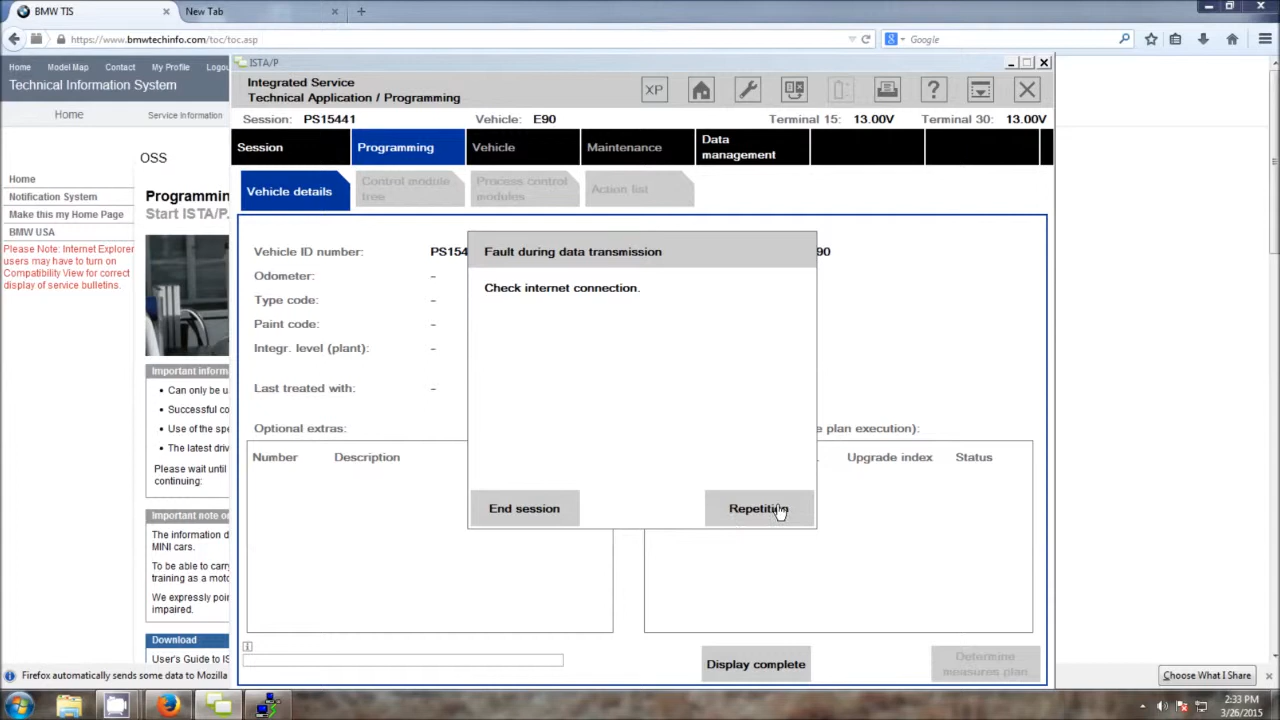 BMW TIS
New Tab
https://www.bmwtechinfo.com/toc/toc.asp
Google
Home Model Map Contact My Profile Logou
Technical Information System
Home Service Information
OSS
Home
Notification System
Make this my Home Page
BMW USA
Please Note: Internet Explorer
users may have to turn on
Compatibility View for correct
display of service bulletins.
Programmin
Start ISTA/P.
Important inform
Can only be u
Successful co
Use of the spe
The latest driv
Please wait until
continuing:
Important note o
The information d
MINI cars.
To be able to carr
training as a moto
We expressly poi
impaired.
Download
User's Guide to IS
ISTA/P
Integrated Service
Technical Application / Programming
XP
Session: PS15441 Vehicle: E90 Terminal 15: 13.00V Terminal 30: 13.00V
Session Programming Vehicle Maintenance Data
management
Vehicle details Control module
tree Process control
modules Action list
Vehicle ID number: PS154 90
Odometer: -
Type code: -
Paint code: -
Integr. level (plant): -
Last treated with: -
Optional extras: e plan execution):
Number Description Upgrade index Status
Fault during data transmission
Check internet connection.
End session Repetition
Display complete Determine
measures plan
Firefox automatically sends some data to Mozilla
Choose What I Share
2:33 PM
3/26/2015